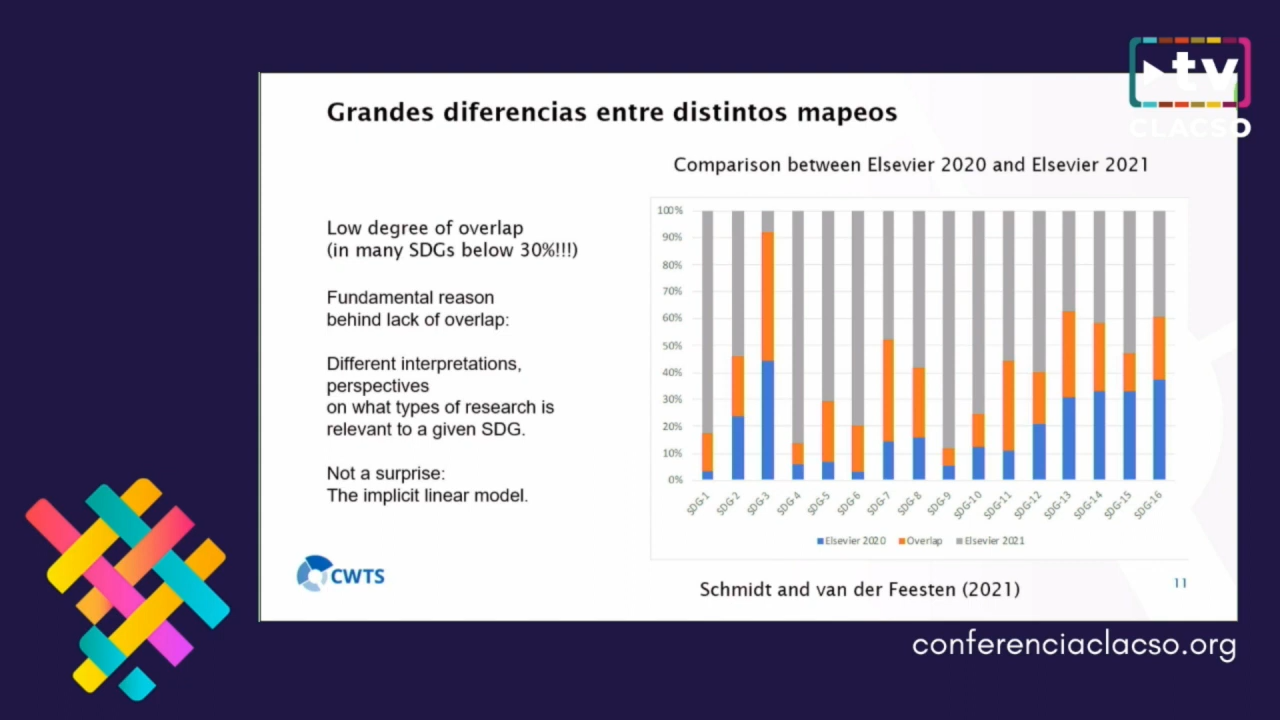 tv
CLACSO
Grandes diferencias entre distintos mapeos
Comparison between Elsevier 2020 and Elsevier 2021
Low degree of overlap
(in many SDGs below 30%!!!)
Fundamental reason
behind lack of overlap:
Different interpretations,
perspectives
on what types of research is
relevant to a given SDG.
Not a surprise:
The implicit linear model.
100%
90%
80%
70%
60%
50%
40%
30%
20%
10%
0%
SDG-1 SDG-2 SDG-3 SDG-4 SDG-5 SDG-6 SDG-7 SDG-8 SDG-9 SDG-10 SDG-11 SDG-12 SDG-13 SDG-14 SDG-15 SDG-16
Elsevier 2020 Overlap Elsevier 2021
CWTS
Schmidt and van der Feesten (2021)
11
conferenciaclacso.org